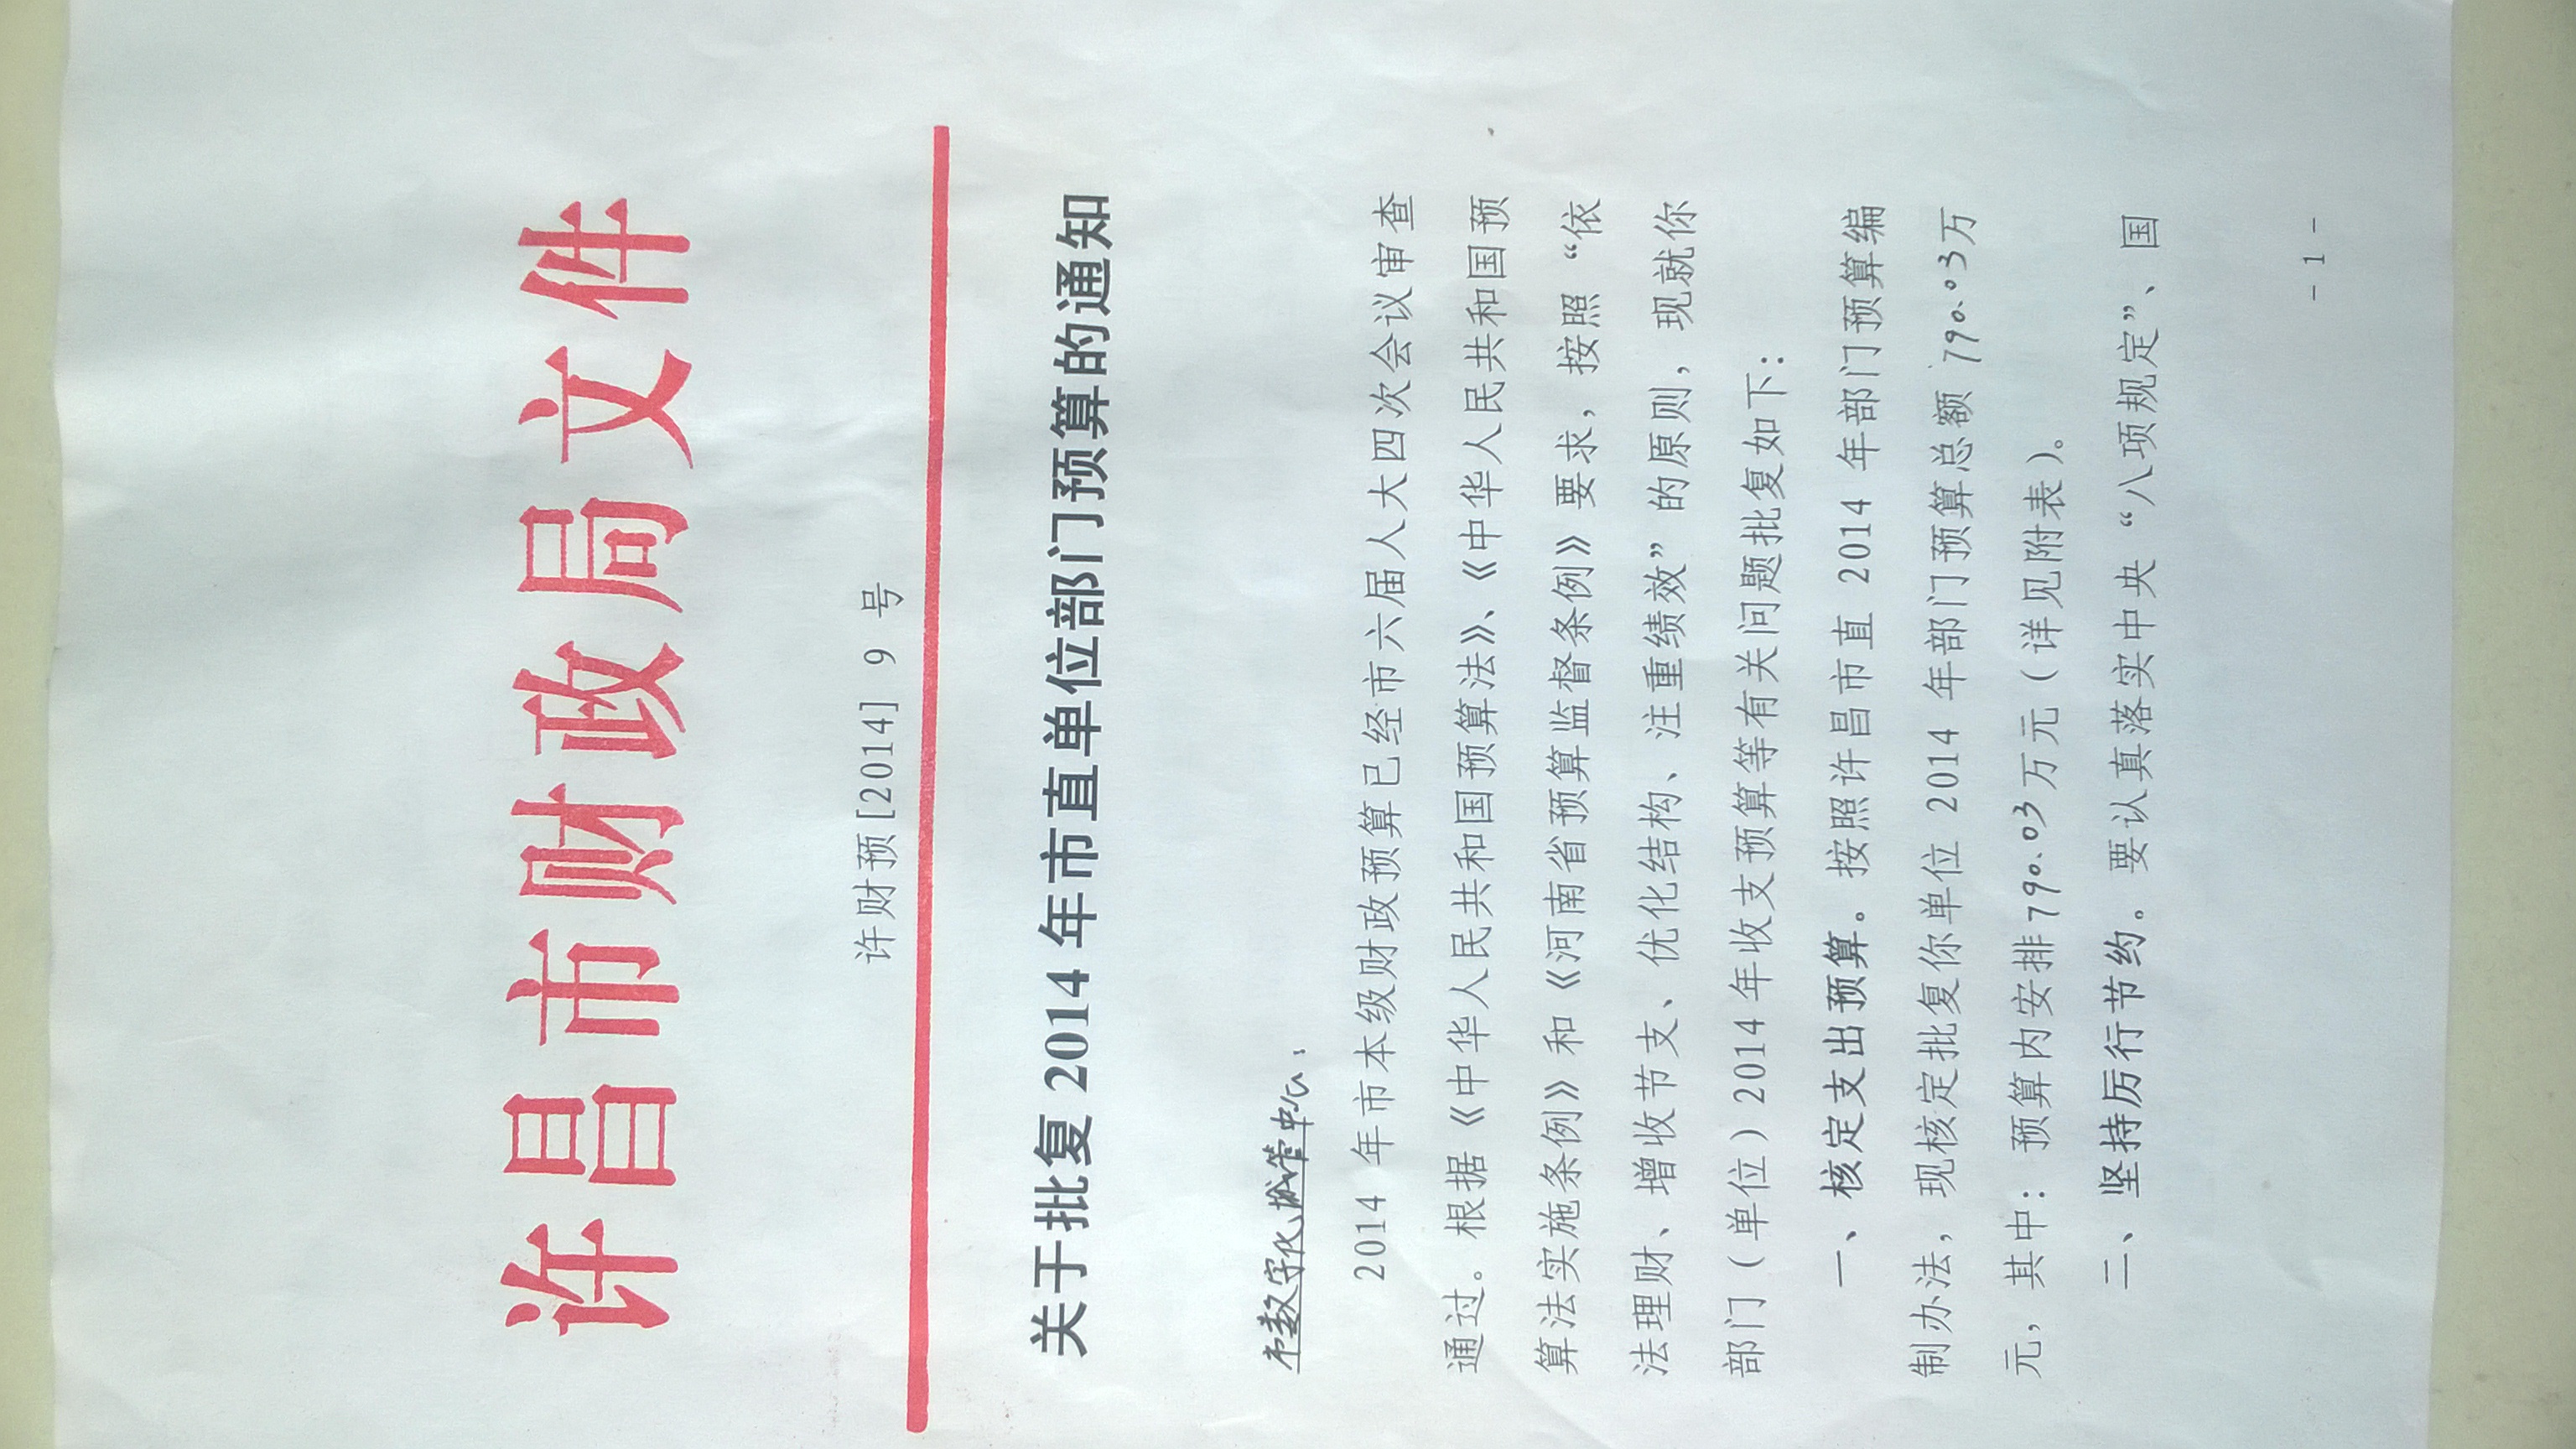 许昌市财政局文件
许财预[2014] 9 号
关于批复 2014 年市直单位部门预算的通知
市数字化城管中心：
2014 年市本级财政预算已经市六届人大四次会议审查
通过。根据《中华人民共和国预算法》、《中华人民共和国预
算法实施条例》和《河南省预算监督条例》要求，按照“依
法理财、增收节支、优化结构、注重绩效”的原则，现就你
部门（单位）2014年收支预算等有关问题批复如下：
一、核定支出预算。按照许昌市直 2014 年部门预算编
制办法，现核定批复你单位 2014 年部门预算总额 790.03万
元，其中：预算内安排790.03万元（详见附表）。
二、坚持厉行节约。要认真落实中央“八项规定”、国
- 1 -